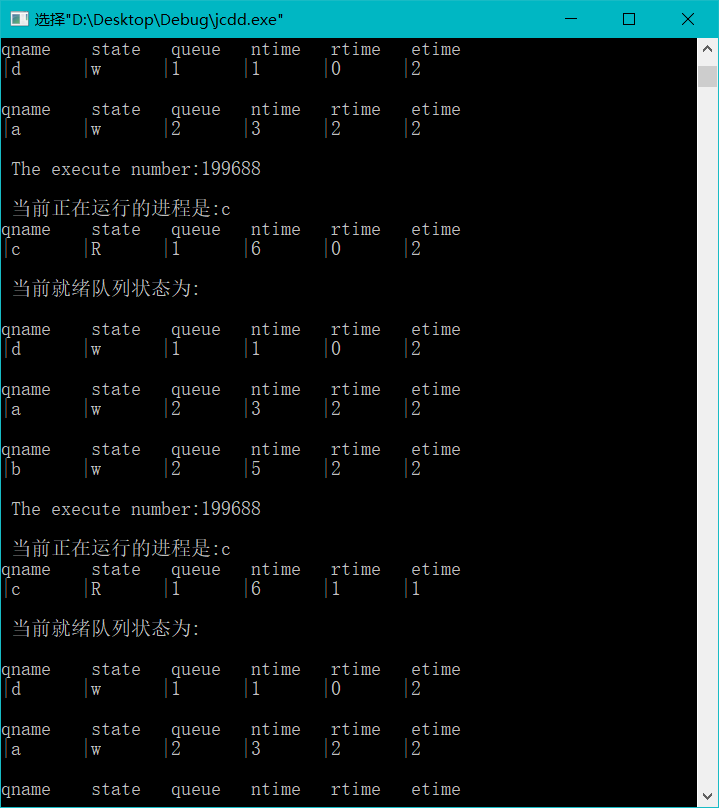 选择"D:\Desktop\Debug\jcdd.exe"
qname state queue ntime rtime etime
|d |w |1 |1 |0 |2
qname state queue ntime rtime etime
|a |w |2 |3 |2 |2
The execute number:199688
当前正在运行的进程是:c
qname state queue ntime rtime etime
|c |R |1 |6 |0 |2
当前就绪队列状态为:
qname state queue ntime rtime etime
|d |w |1 |1 |0 |2
qname state queue ntime rtime etime
|a |w |2 |3 |2 |2
qname state queue ntime rtime etime
|b |w |2 |5 |2 |2
The execute number:199688
当前正在运行的进程是:c
qname state queue ntime rtime etime
|c |R |1 |6 |1 |1
当前就绪队列状态为:
qname state queue ntime rtime etime
|d |w |1 |1 |0 |2
qname state queue ntime rtime etime
|a |w |2 |3 |2 |2
qname state queue ntime rtime etime